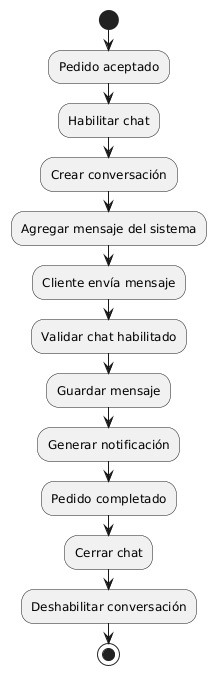 Pedido aceptado
Habilitar chat
Crear conversación
Agregar mensaje del sistema
Cliente envía mensaje
Validar chat habilitado
Guardar mensaje
Generar notificación
Pedido completado
Cerrar chat
Deshabilitar conversación